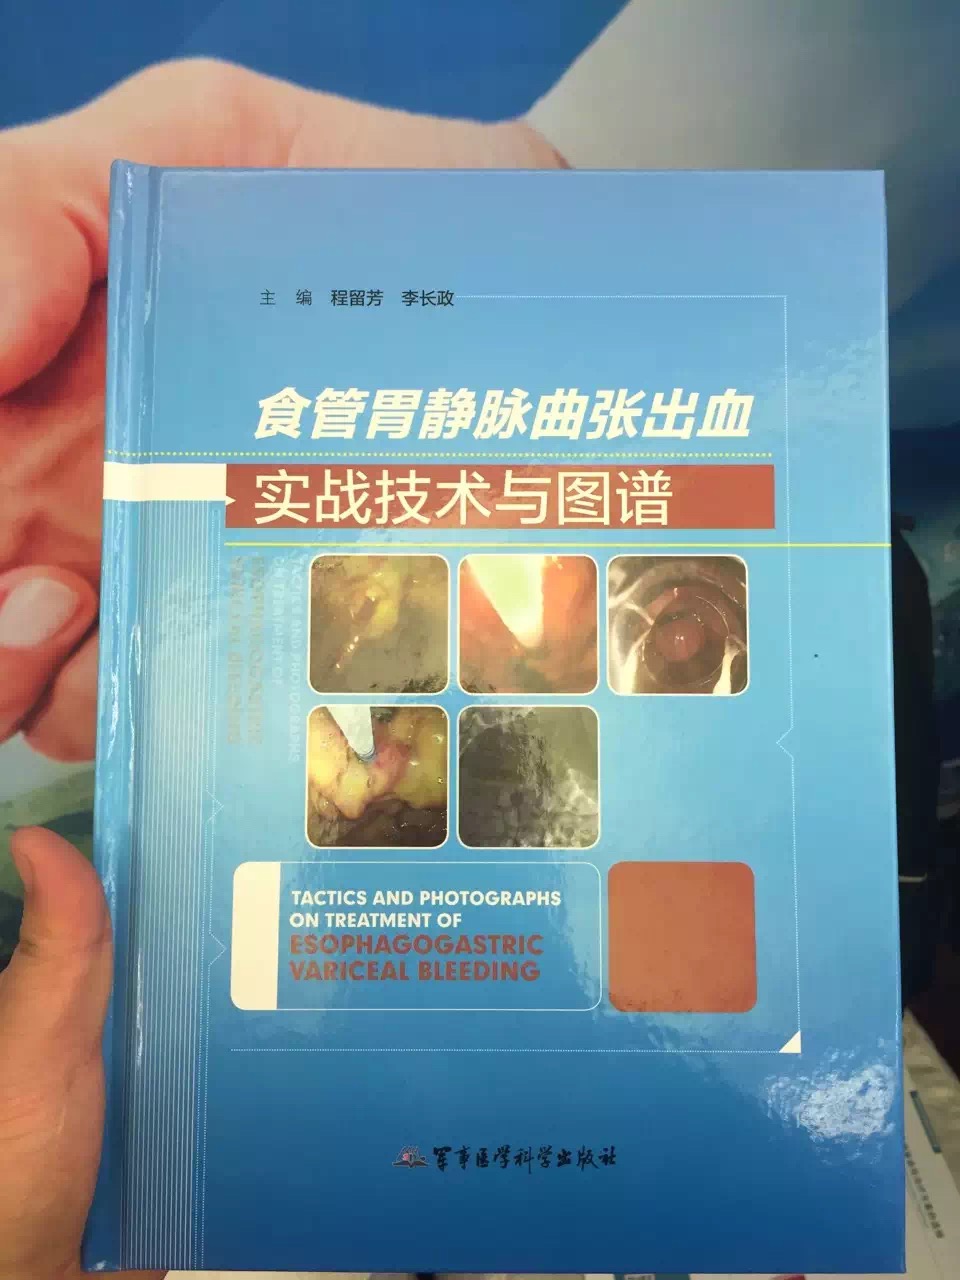 主 编 程留芳 李长政
食管胃静脉曲张出血
实战技术与图谱
TACTICS AND PHOTOGRAPHS
ON TREATMENT OF
ESOPHAGOGASTRIC
VARICEAL BLEEDING
军事医学科学出版社